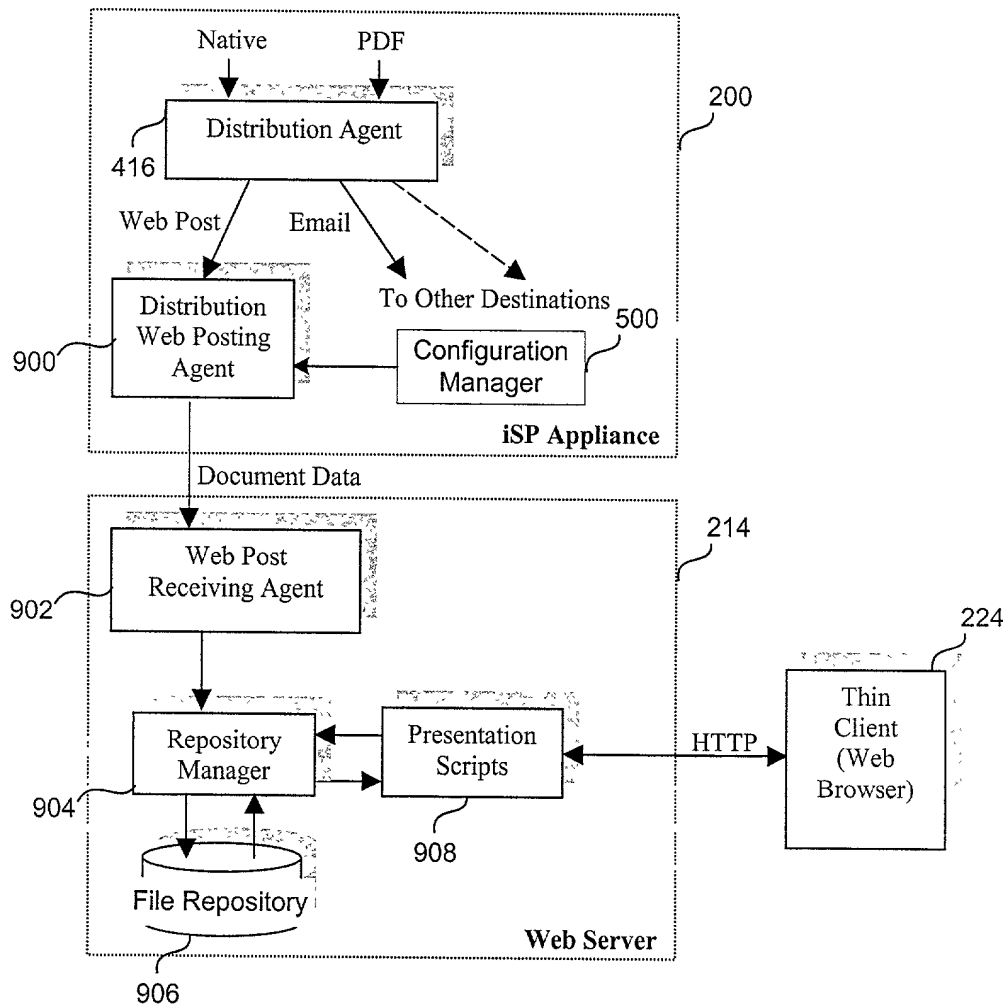 Native
PDF
200
Distribution Agent
416
Web Post
Email
To Other Destinations
500
Distribution
Web Posting
Agent
900
Configuration
Manager
iSP Appliance
Document Data
214
Web Post
Receiving Agent
902
224
Thin
Client
(Web
Browser)
Repository
Manager
Presentation
Scripts
HTTP
904
908
File Repository
Web Server
906